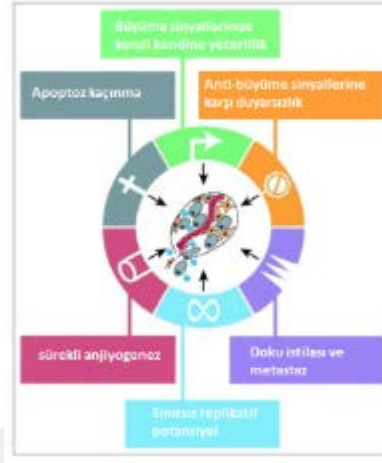 Büyüme sinyallerinde
kendi kendine yeterlilik
Apoptoz kaçınma
Anti-büyüme sinyallerine
karşı duyarsızlık
sürekli anjiyogenez
Doku istilası ve
metastaz
Sınırsız replikatif
potansiyel